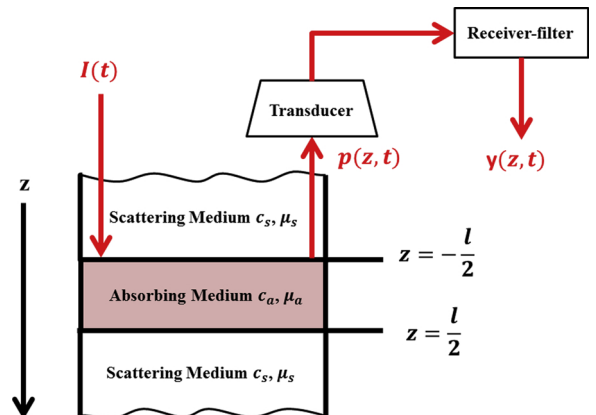 Receiver-filter
I(t)
Transducer
p(z, t)
y(z, t)
z
Scattering Medium c_s, μ_s
z = -l/2
Absorbing Medium c_a, μ_a
z = l/2
Scattering Medium c_s, μ_s